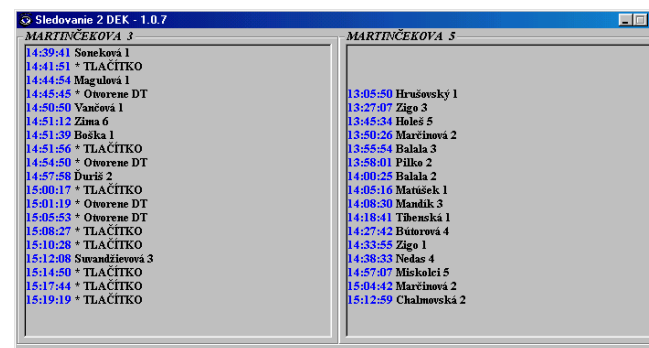 Sledovanie 2 DEK - 1.0.7
MARTINČEKOVA 3
14:39:41 Soneková 1
14:41:51 * TLAČÍTKO
14:44:54 Magulová 1
14:45:45 * Otvorene DT
14:50:50 Vančová 1
14:51:12 Zima 6
14:51:39 Boška 1
14:51:56 * TLAČÍTKO
14:54:50 * Otvorene DT
14:57:58 Ďuriš 2
15:00:17 * TLAČÍTKO
15:01:19 * Otvorene DT
15:05:53 * Otvorene DT
15:08:27 * TLAČÍTKO
15:10:28 * TLAČÍTKO
15:12:08 Suvandžievová 3
15:14:50 * TLAČÍTKO
15:17:44 * TLAČÍTKO
15:19:19 * TLAČÍTKO
MARTINČEKOVA 5
13:05:50 Hrušovský 1
13:27:07 Zigo 3
13:45:34 Holeš 5
13:50:26 Marčinová 2
13:55:54 Balala 3
13:58:01 Pilko 2
14:00:25 Balala 2
14:05:16 Matúšek 1
14:08:30 Mandík 3
14:18:41 Tibenská 1
14:27:42 Bútorová 4
14:33:55 Zigo 1
14:38:33 Nedas 4
14:57:07 Miskolci 5
15:04:42 Marčinová 2
15:12:59 Chalmovská 2